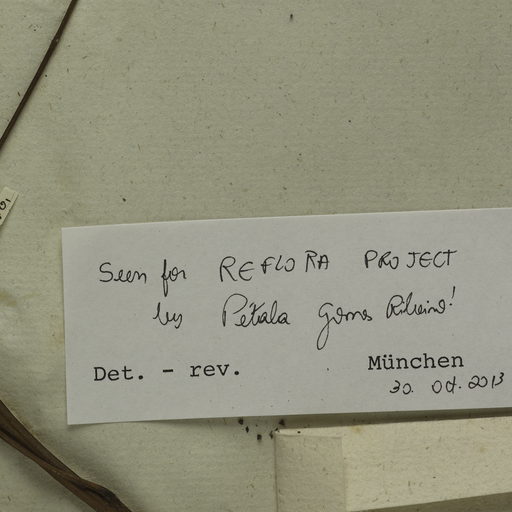 Seen for REFLORA PROJECT
by Pétala Gomes Ribeiro!
Det. - rev. München
30. Oct. 2013